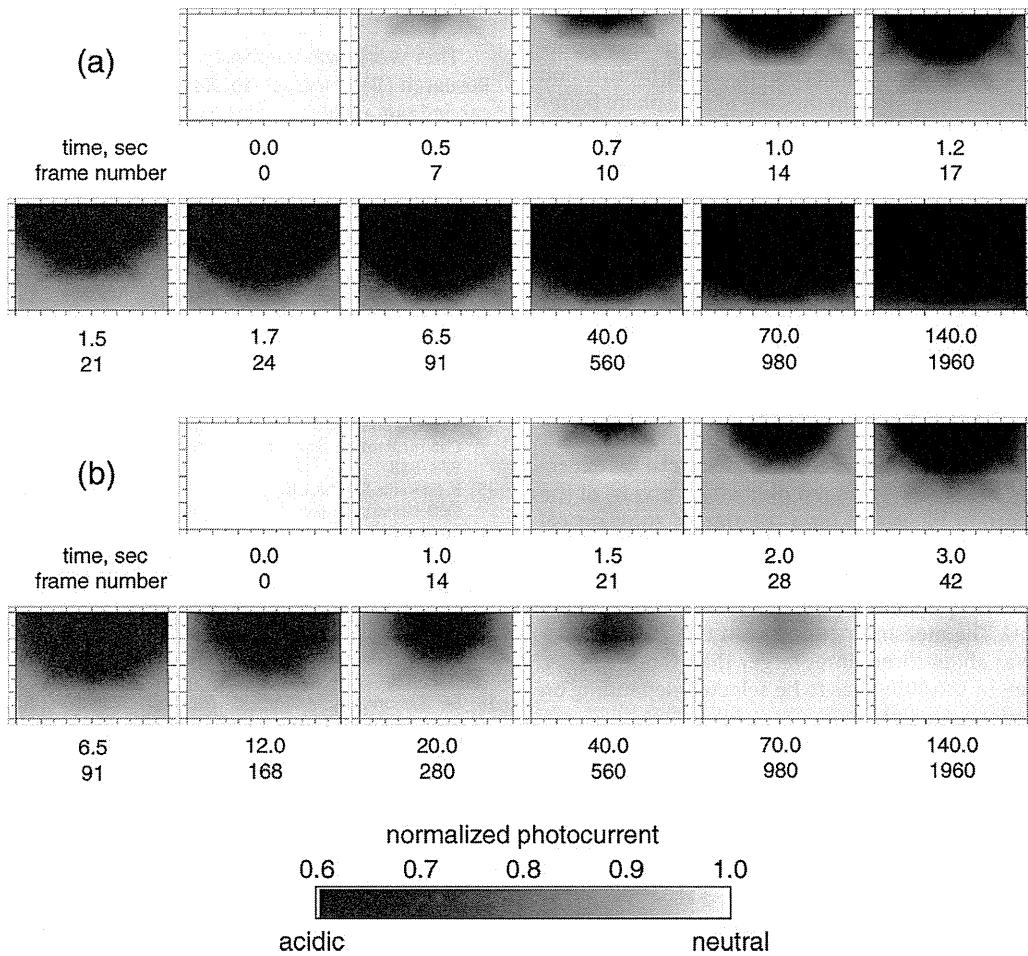 (a)
time, sec 0.0 0.5 0.7 1.0 1.2
frame number 0 7 10 14 17
1.5 1.7 6.5 40.0 70.0 140.0
21 24 91 560 980 1960
(b)
time, sec 0.0 1.0 1.5 2.0 3.0
frame number 0 14 21 28 42
6.5 12.0 20.0 40.0 70.0 140.0
91 168 280 560 980 1960
normalized photocurrent
0.6 0.7 0.8 0.9 1.0
acidic neutral